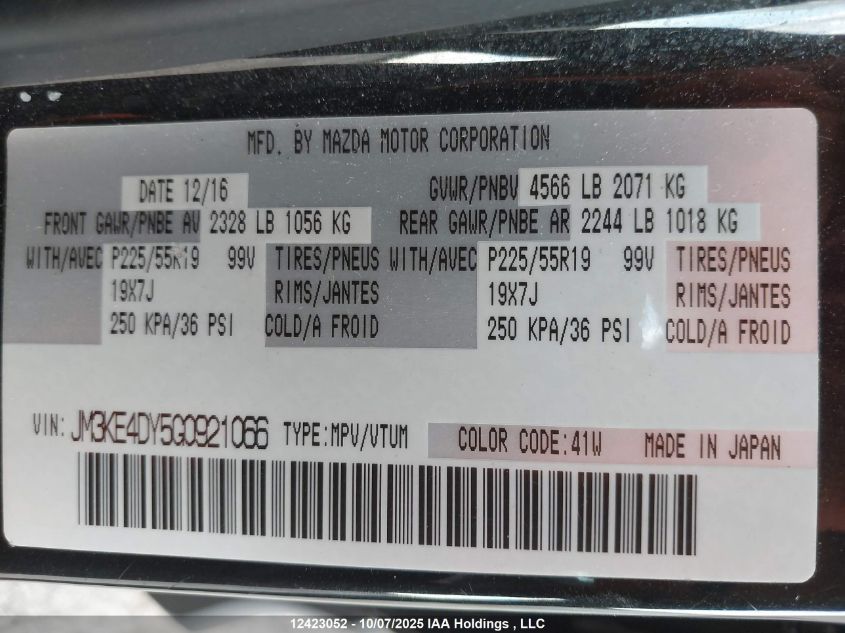 MFD. BY MAZDA MOTOR CORPORATION
DATE 12/16 GVWR/PNBV 4566 LB 2071 KG
FRONT GAWR/PNBE AV 2328 LB 1056 KG REAR GAWR/PNBE AR 2244 LB 1018 KG
WITH/AVEC P225/55R19 99V TIRES/PNEUS WITH/AVEC P225/55R19 99V TIRES/PNEUS
19X7J RIMS/JANTES 19X7J RIMS/JANTES
250 KPA/36 PSI COLD/A FROID 250 KPA/36 PSI COLD/A FROID
VIN: JM3KE4DY5G0921066 TYPE:MPV/VTUM COLOR CODE:41W MADE IN JAPAN
12423052 - 10/07/2025 IAA Holdings , LLC